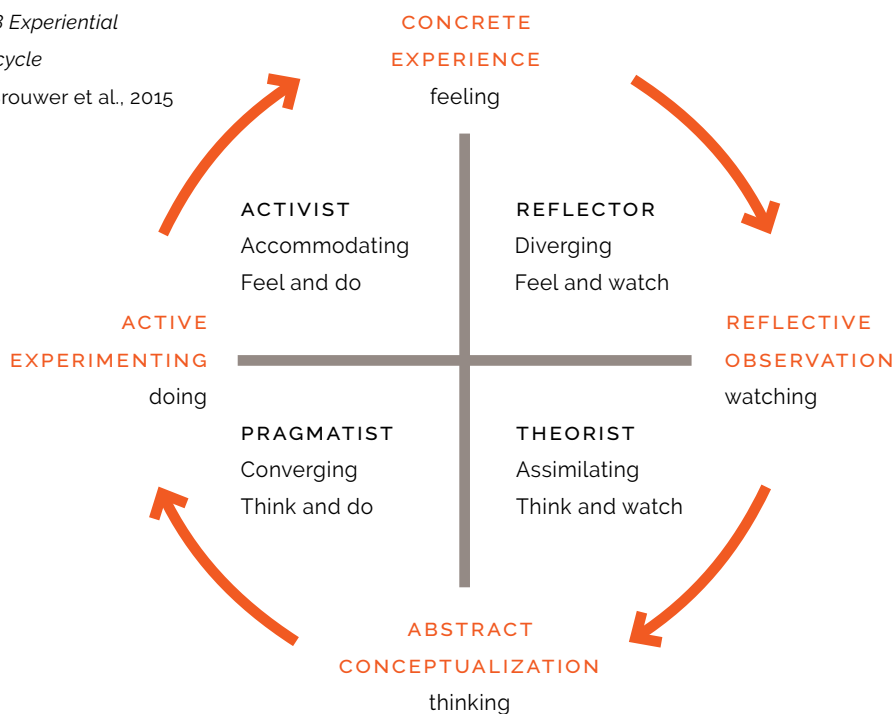 Experiential
cycle
rouwer et al., 2015
CONCRETE
EXPERIENCE
feeling
ACTIVIST
Accommodating
Feel and do
REFLECTOR
Diverging
Feel and watch
ACTIVE
EXPERIMENTING
doing
REFLECTIVE
OBSERVATION
watching
PRAGMATIST
Converging
Think and do
THEORIST
Assimilating
Think and watch
ABSTRACT
CONCEPTUALIZATION
thinking